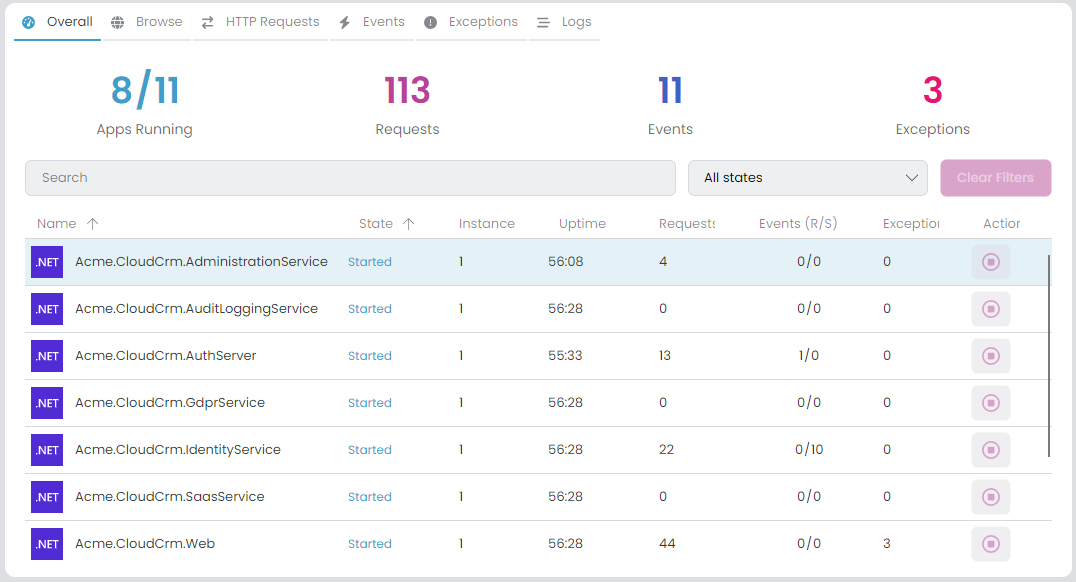 Overall Browse HTTP Requests Events Exceptions Logs
8/11 113 11 3
Apps Running Requests Events Exceptions
Search All states Clear Filters
Name State Instance Uptime Requests Events (R/S) Exception Action
.NET Acme.CloudCrm.AdministrationService Started 1 56:08 4 0/0 0
.NET Acme.CloudCrm.AuditLoggingService Started 1 56:28 0 0/0 0
.NET Acme.CloudCrm.AuthServer Started 1 55:33 13 1/0 0
.NET Acme.CloudCrm.GdprService Started 1 56:28 0 0/0 0
.NET Acme.CloudCrm.IdentityService Started 1 56:28 22 0/10 0
.NET Acme.CloudCrm.SaasService Started 1 56:28 0 0/0 0
.NET Acme.CloudCrm.Web Started 1 56:28 44 0/0 3